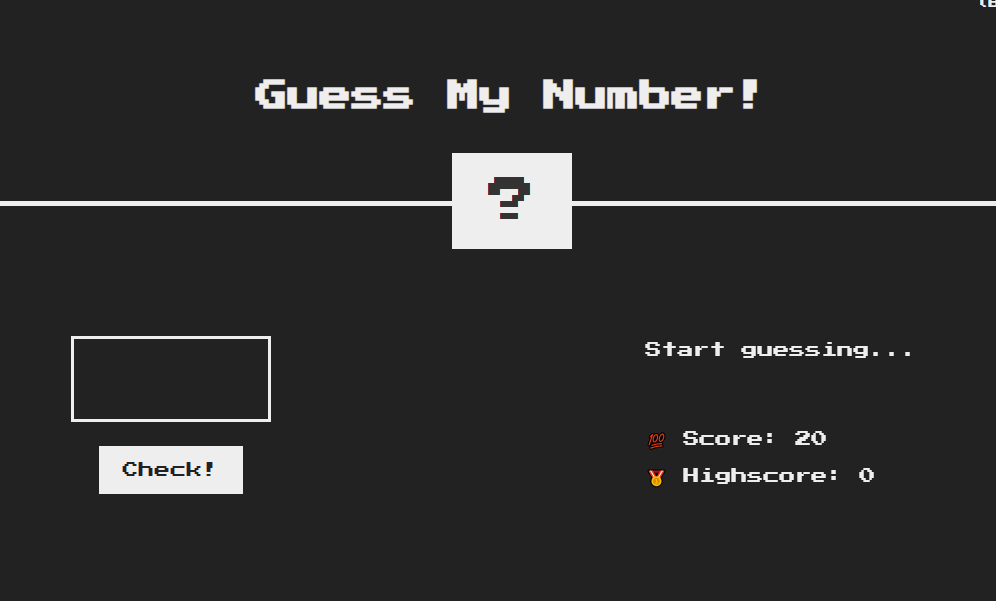 Guess My Number!
?
Start guessing...
Check!
💯 Score: 20
🥇 Highscore: 0